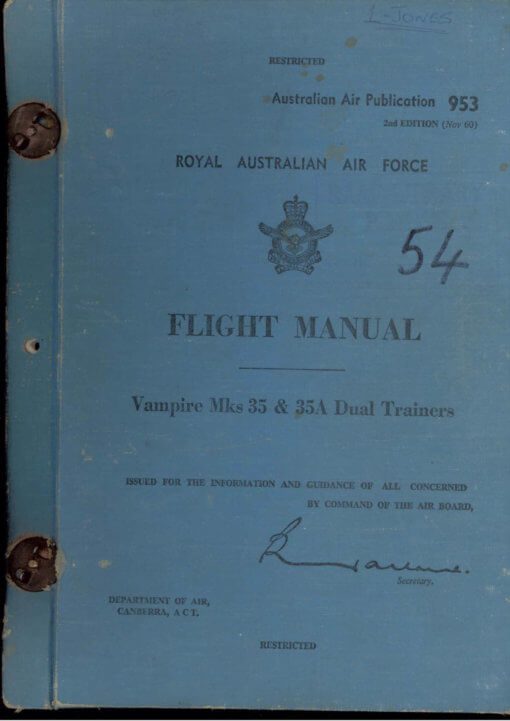 L-JONES
RESTRICTED
Australian Air Publication 953
2nd EDITION (Nov 60)
ROYAL AUSTRALIAN AIR FORCE
54
FLIGHT MANUAL
Vampire Mks 35 & 35A Dual Trainers
ISSUED FOR THE INFORMATION AND GUIDANCE OF ALL CONCERNED
BY COMMAND OF THE AIR BOARD,
Secretary.
DEPARTMENT OF AIR,
CANBERRA, A C T.
RESTRICTED